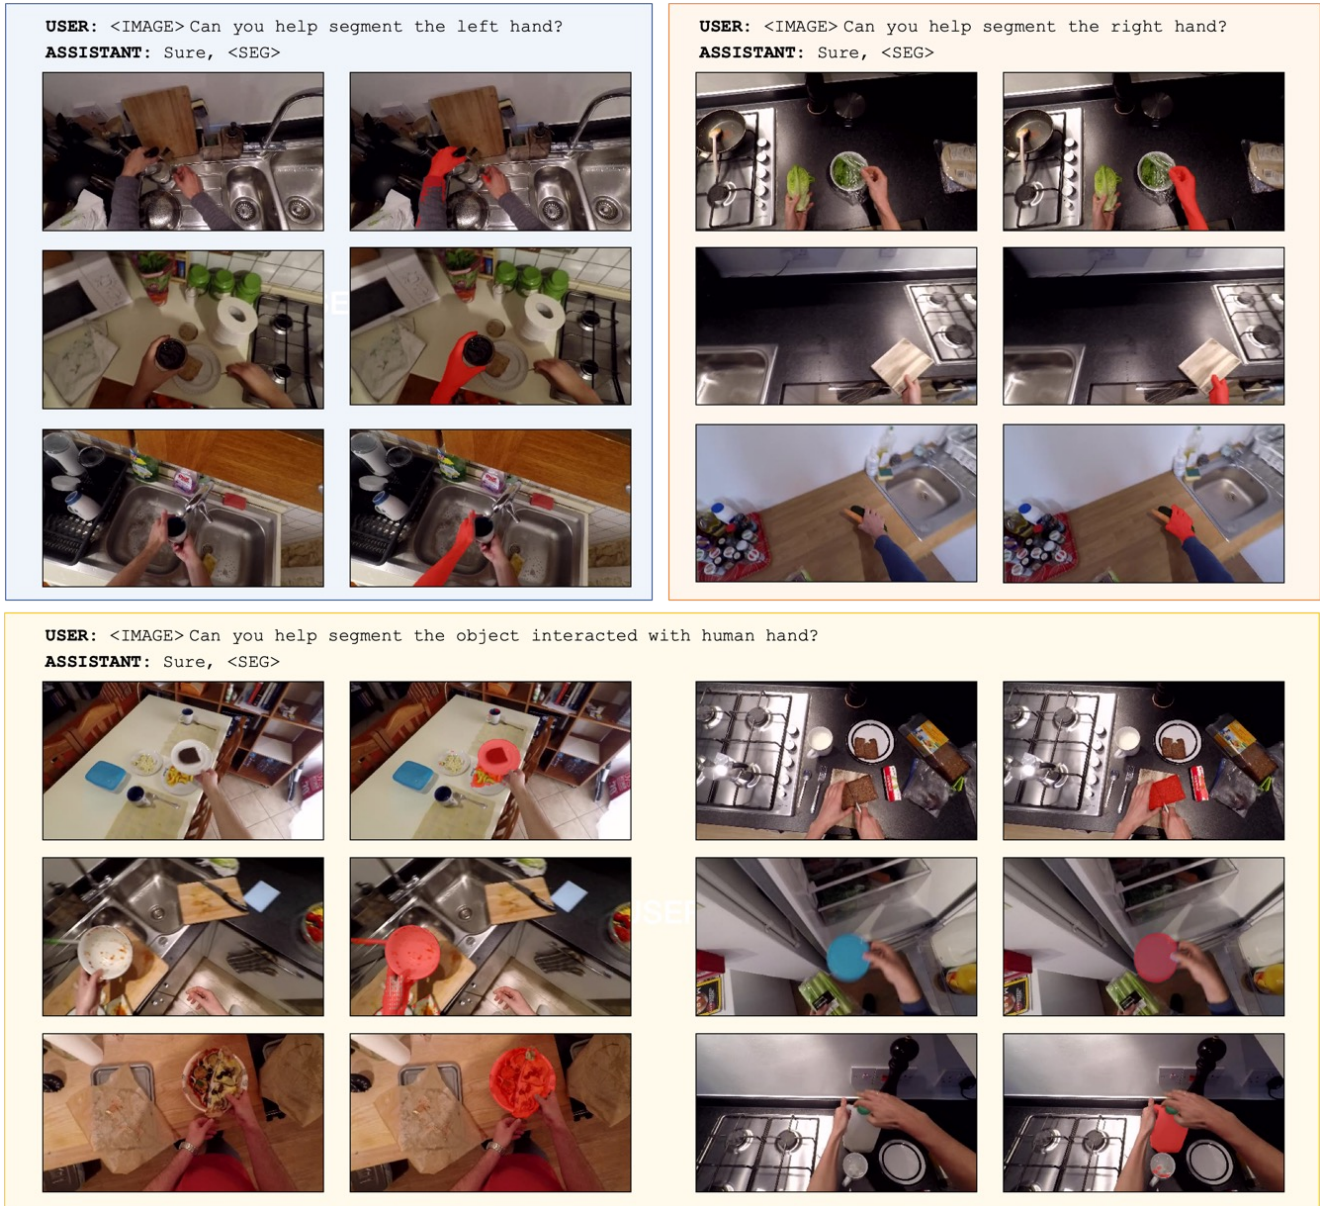 USER: <IMAGE> Can you help segment the left hand?
ASSISTANT: Sure, <SEG>
USER: <IMAGE> Can you help segment the right hand?
ASSISTANT: Sure, <SEG>
USER: <IMAGE> Can you help segment the object interacted with human hand?
ASSISTANT: Sure, <SEG>